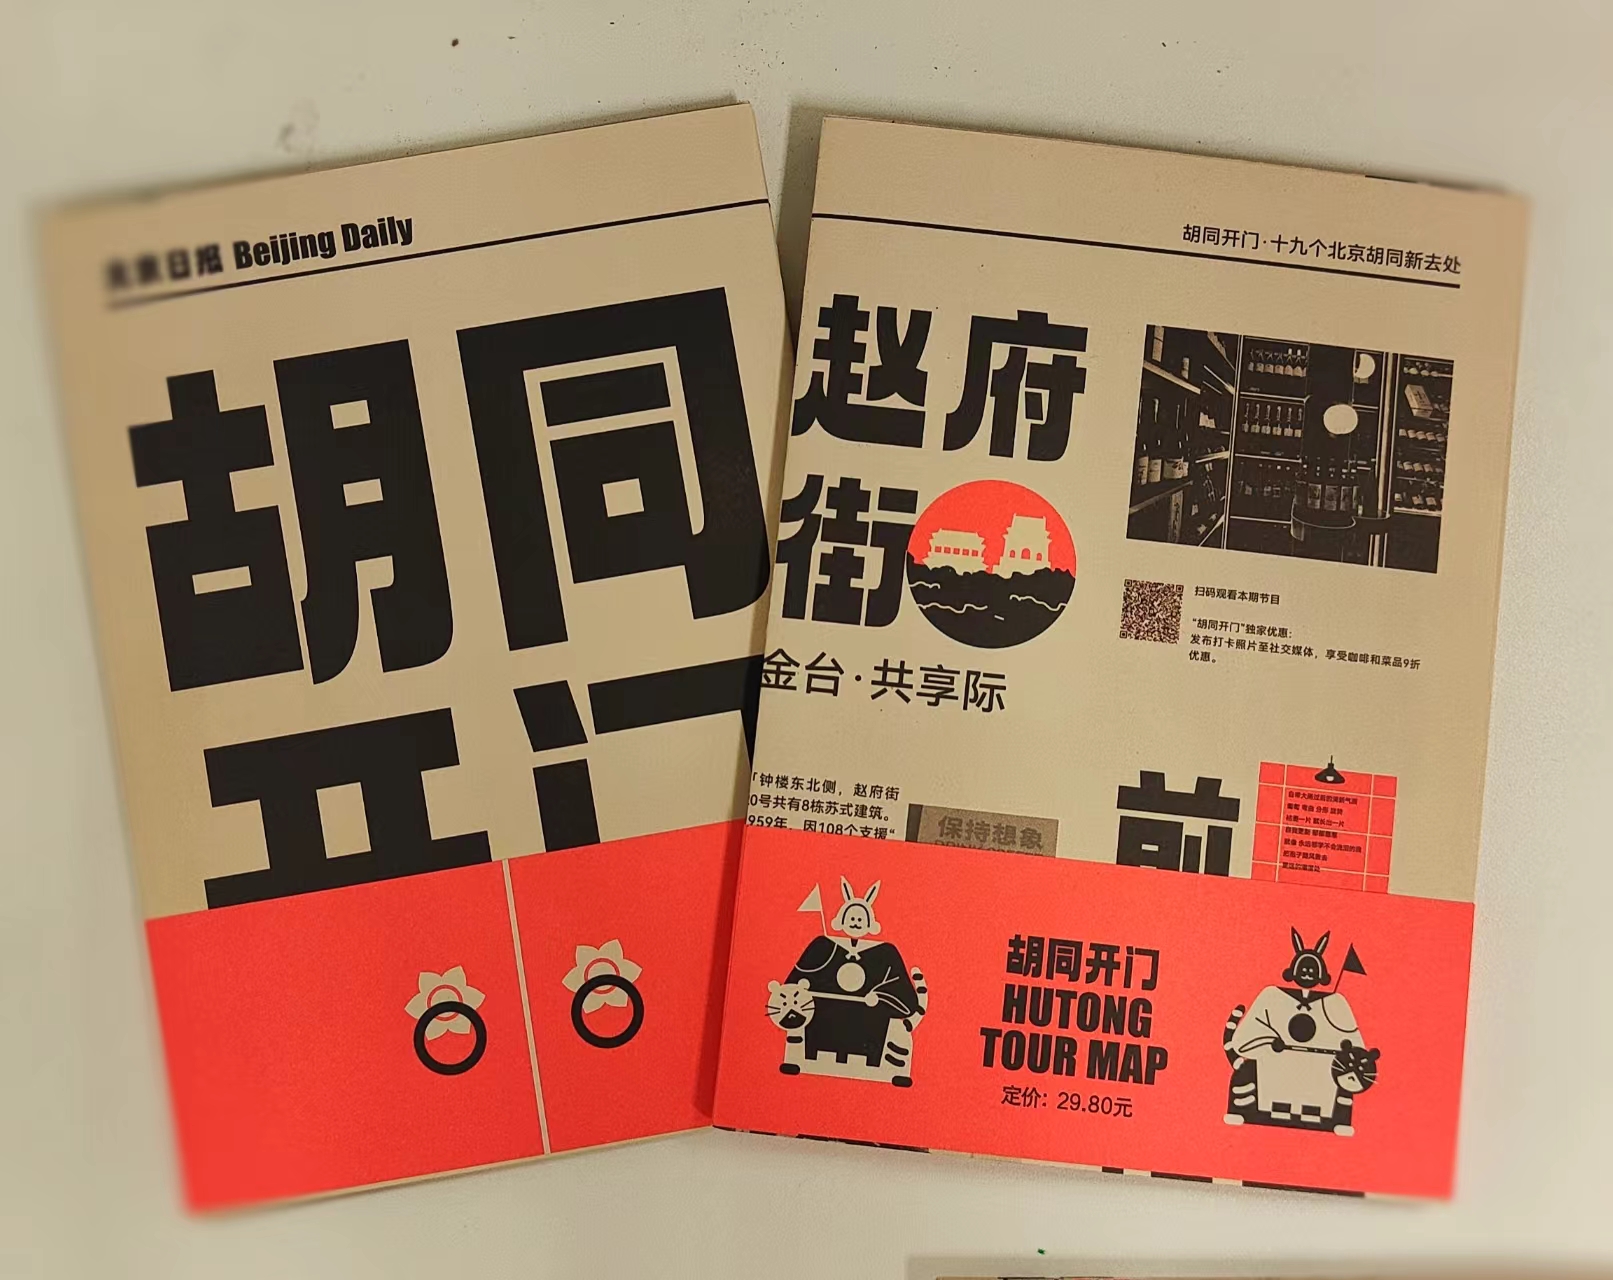 北京日报 Beijing Daily
胡同
开门
胡同开门·十九个北京胡同新去处
赵府
街
金台·共享际
扫码观看本期节目
“胡同开门”独家优惠：
发布打卡照片至社交媒体，享受咖啡和菜品9折
优惠。
「钟楼东北侧，赵府街
0号共有8栋苏式建筑。
959年，因108个支援“
保持想象
前
胡同开门
HUTONG
TOUR MAP
定价：29.80元